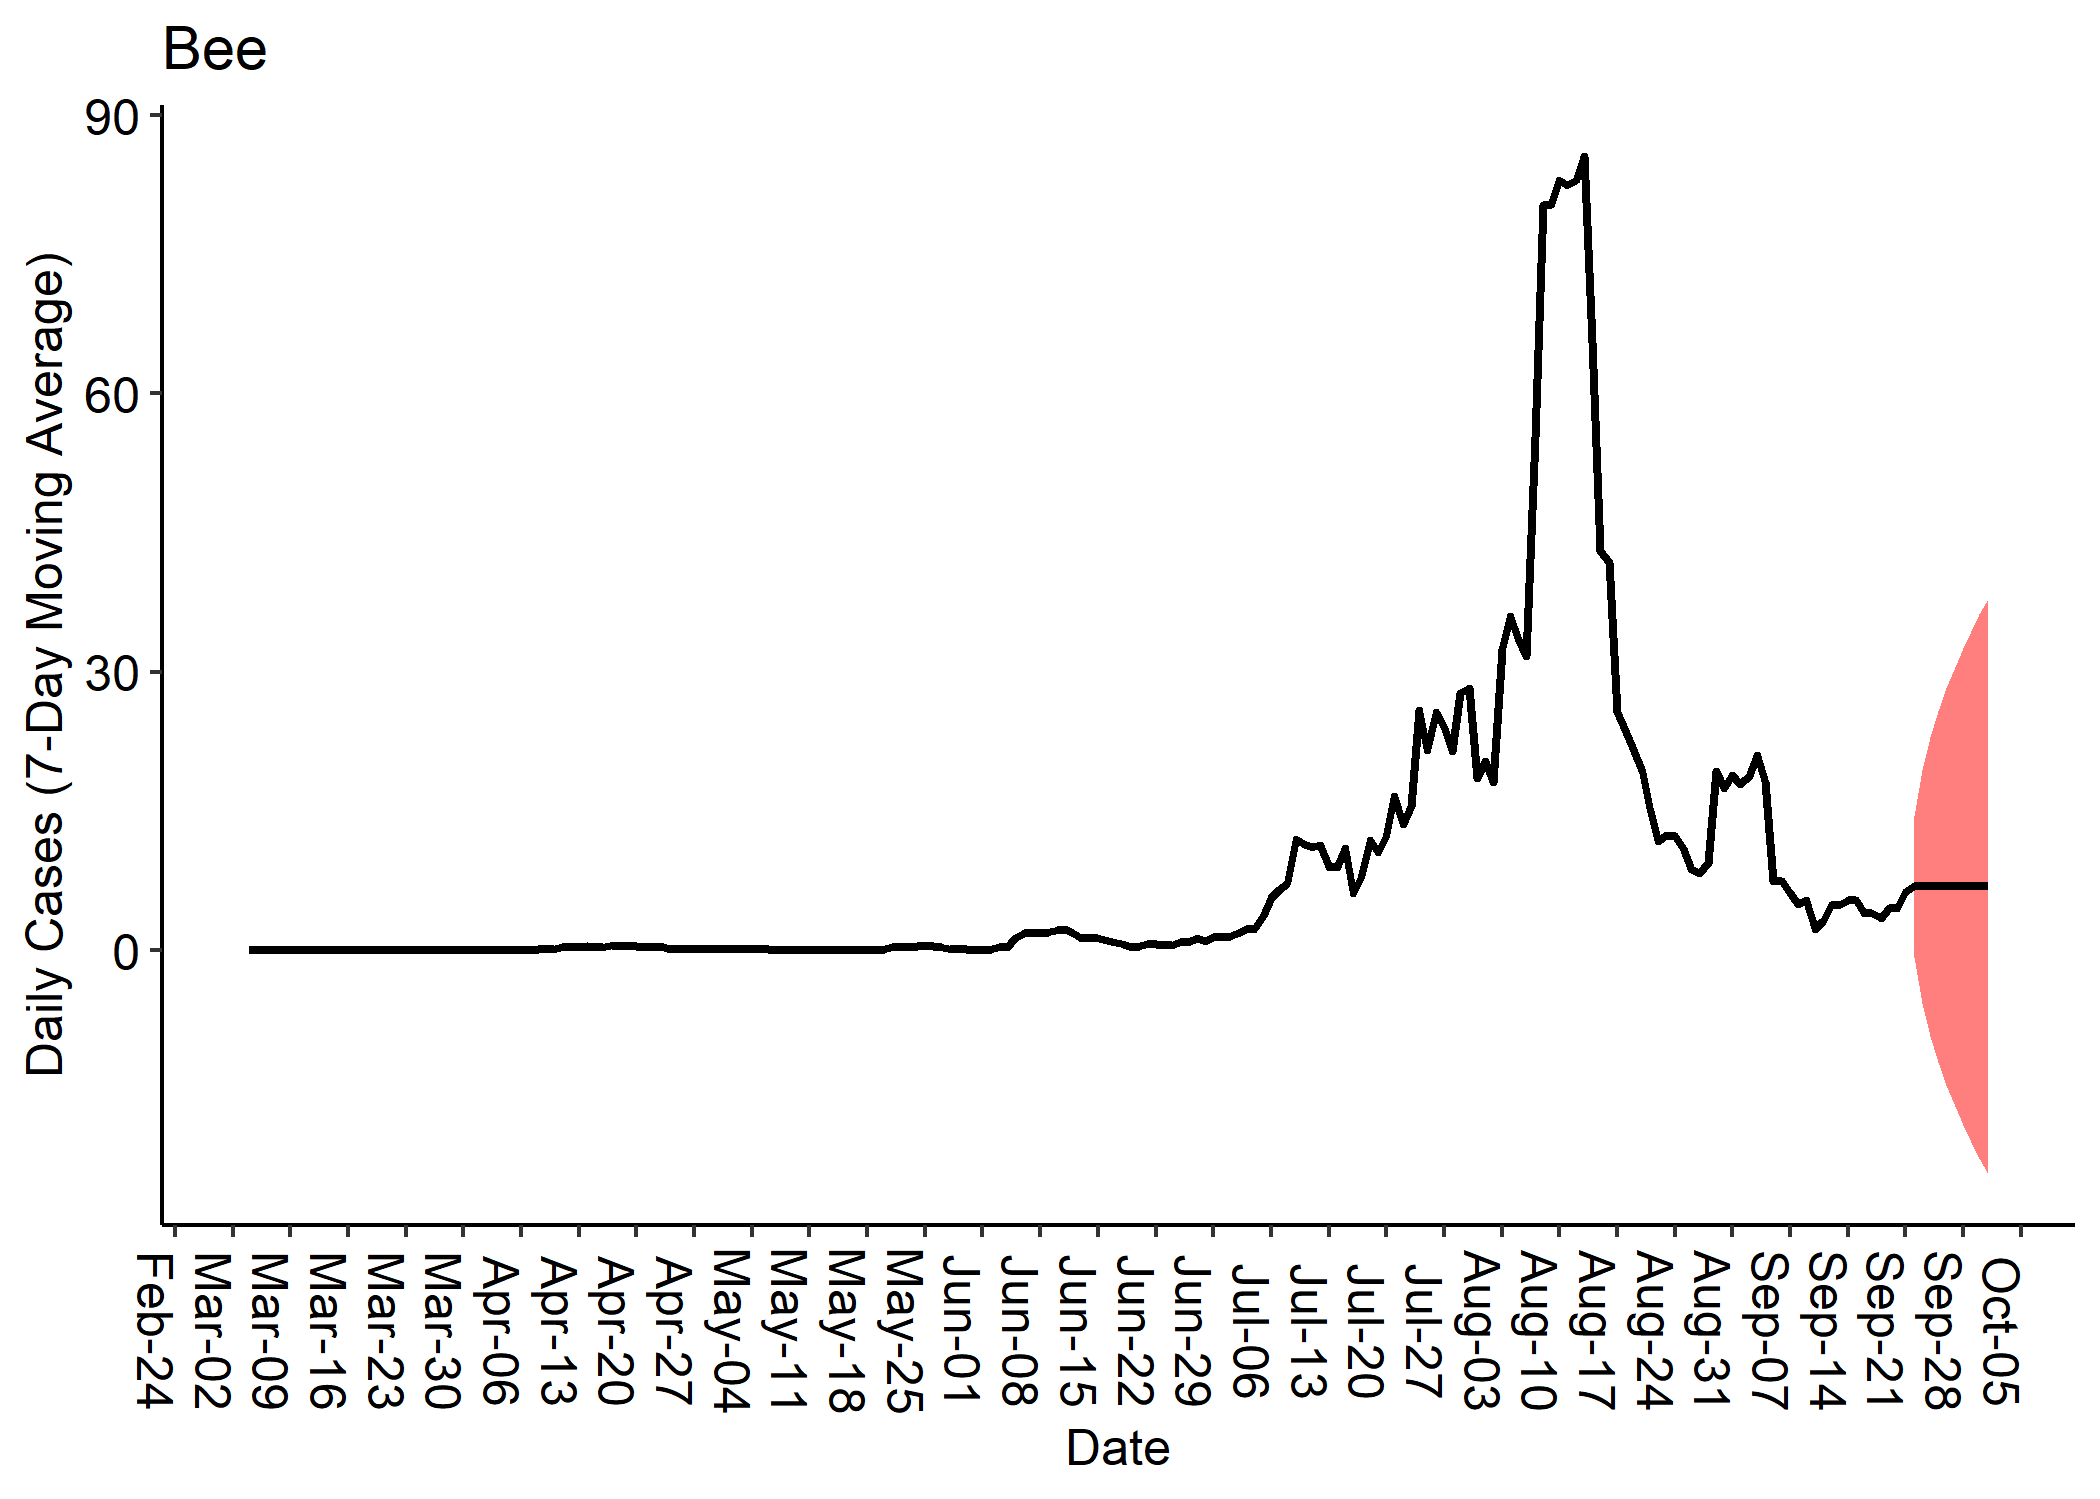 Bee
90
60
30
0
Daily Cases (7-Day Moving Average)
Feb-24
Mar-02
Mar-09
Mar-16
Mar-23
Mar-30
Apr-06
Apr-13
Apr-20
Apr-27
May-04
May-11
May-18
May-25
Jun-01
Jun-08
Jun-15
Jun-22
Jun-29
Jul-06
Jul-13
Jul-20
Jul-27
Aug-03
Aug-10
Aug-17
Aug-24
Aug-31
Sep-07
Sep-14
Sep-21
Sep-28
Oct-05
Date